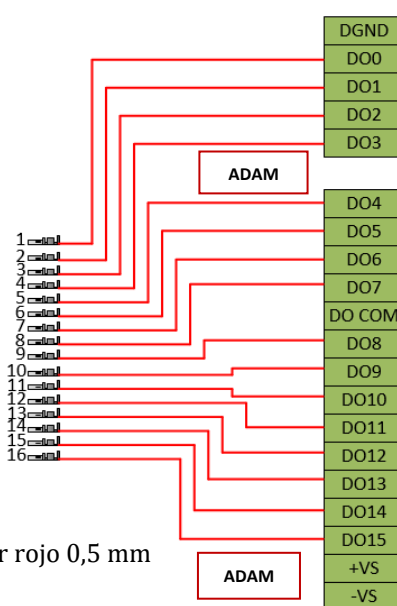 DGND
DO0
DO1
DO2
DO3
ADAM
DO4
DO5
DO6
DO7
DO COM
DO8
DO9
DO10
DO11
DO12
DO13
DO14
DO15
+VS
-VS
1
2
3
4
5
6
7
8
9
10
11
12
13
14
15
16
r rojo 0,5 mm
ADAM